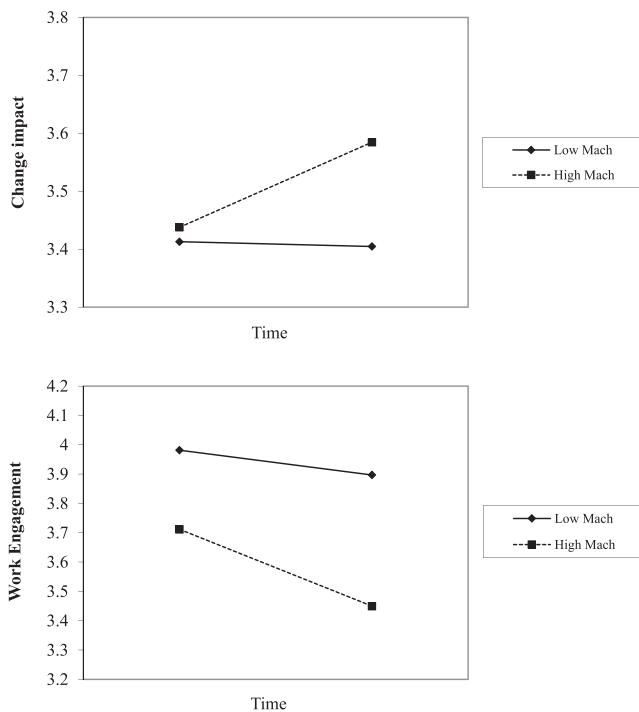 3.8
3.7
3.6
3.5
3.4
3.3
Change impact
Time
Low Mach
High Mach
4.2
4.1
4
3.9
3.8
3.7
3.6
3.5
3.4
3.3
3.2
Work Engagement
Time
Low Mach
High Mach